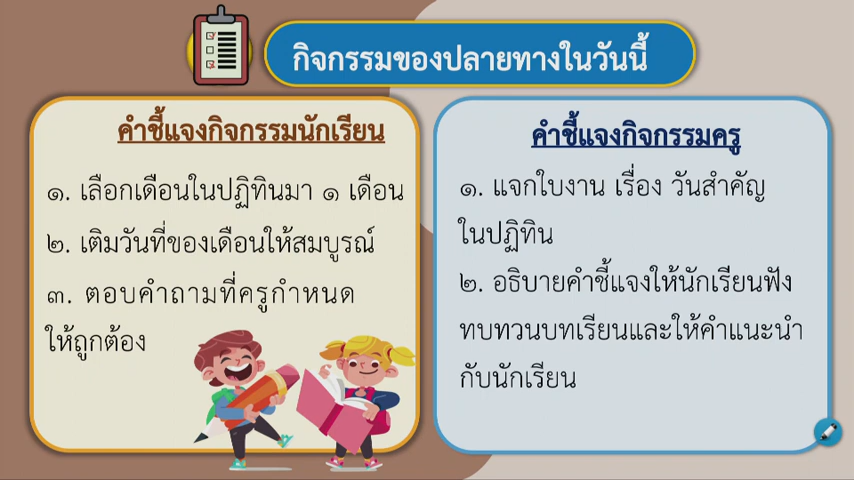 กิจกรรมของปลายทางในวันนี้
คำชี้แจงกิจกรรมนักเรียน
๑. เลือกเดือนในปฏิทินมา ๑ เดือน
๒. เติมวันที่ของเดือนให้สมบูรณ์
๓. ตอบคำถามที่ครูกำหนด
ให้ถูกต้อง
คำชี้แจงกิจกรรมครู
๑. แจกใบงาน เรื่อง วันสำคัญ
ในปฏิทิน
๒. อธิบายคำชี้แจงให้นักเรียนฟัง
ทบทวนบทเรียนและให้คำแนะนำ
กับนักเรียน